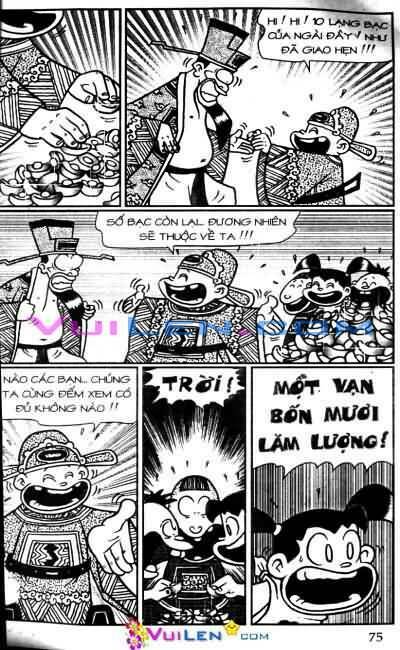 HI! HI! 10 LẠNG BẠC
CỦA NGÀI ĐÂY√ NHƯ
ĐÃ GIAO HẸN!!!
SỐ BẠC CÒN LẠI.. ĐƯƠNG NHIÊN
SẼ THUỘC VỀ TA!!!
VUILEN.COM
NÀO CÁC BẠN.. CHÚNG
TA CÙNG ĐẾM XEM CÓ
ĐỦ KHÔNG NÀO!!
TRỜI!
MỐT VẠN
BỐN MƯƠI
LĂM LƯỢNG!
75
VUILEN.COM